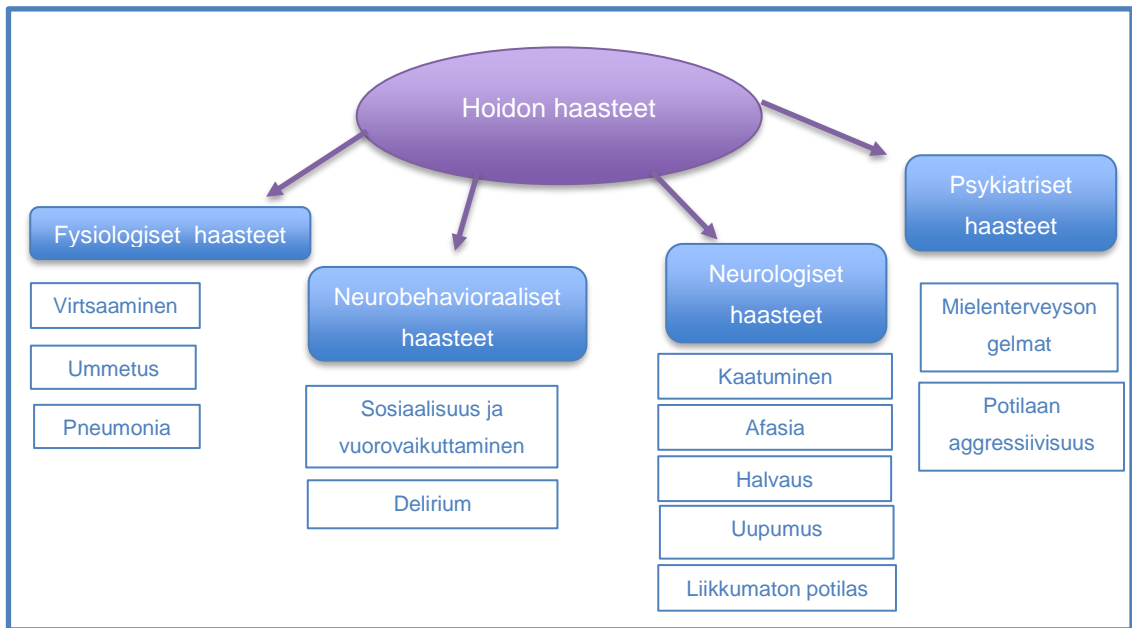 Hoidon haasteet
Fysiologiset haasteet
Virtsaaminen
Ummetus
Pneumonia
Neurobehavioraaliset
haasteet
Sosiaalisuus ja
vuorovaikuttaminen
Delirium
Neurologiset
haasteet
Kaatuminen
Afasia
Halvaus
Uupumus
Liikkumaton potilas
Psykiatriset
haasteet
Mielenterveyson
gelmat
Potilaan
aggressiivisuus